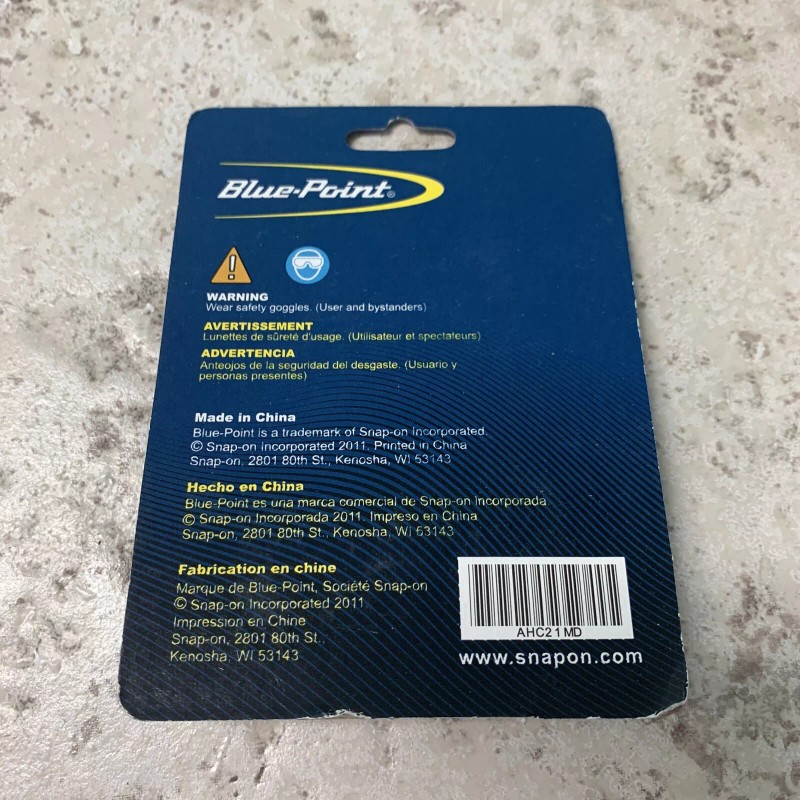 Blue-Point®
WARNING
Wear safety goggles. (User and bystanders)
AVERTISSEMENT
Lunettes de sûreté d'usage. (Utilisateur et spectateurs)
ADVERTENCIA
Anteojos de la seguridad del desgaste. (Usuario y
personas presentes)
Made in China
Blue-Point is a trademark of Snap-on Incorporated.
© Snap-on Incorporated 2011. Printed in China
Snap-on, 2801 80th St., Kenosha, WI 53143
Hecho en China
Blue-Point es una marca comercial de Snap-on Incorporada.
© Snap-on Incorporada 2011. Impreso en China
Snap-on, 2801 80th St., Kenosha, WI 53143
Fabrication en chine
Marque de Blue-Point, Société Snap-on
© Snap-on Incorporated 2011.
Impression en Chine
Snap-on, 2801 80th St.,
Kenosha, WI 53143
AHC21MD
www.snapon.com